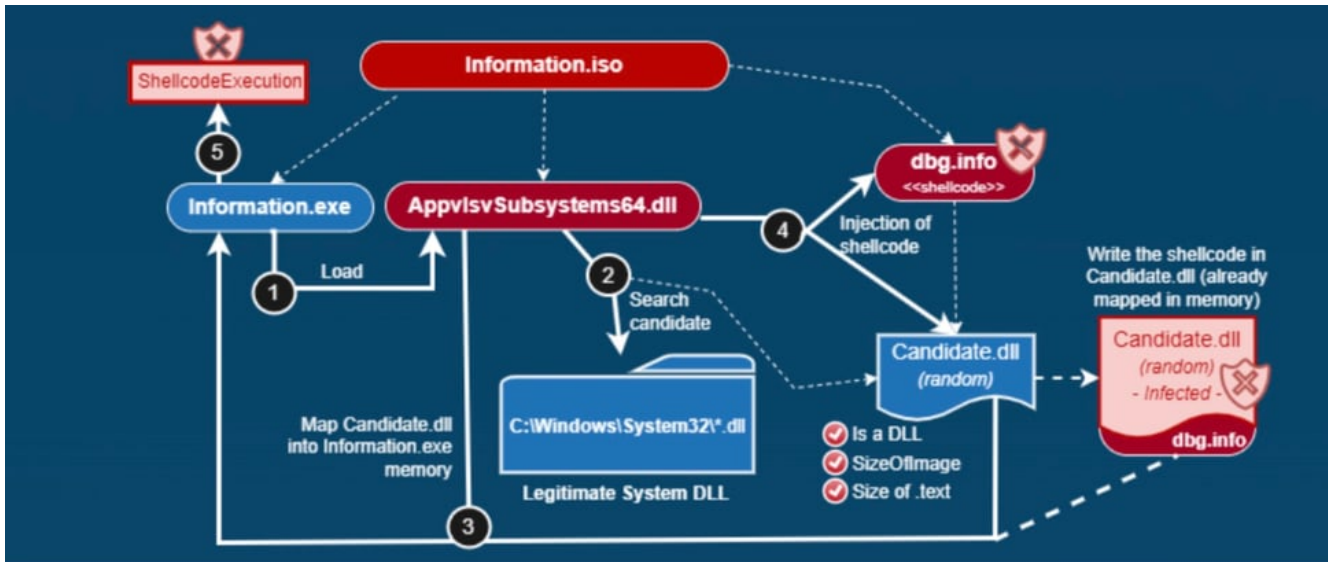 Information.iso
ShellcodeExecution
5
dbg.info
<<shellcode>>
Information.exe
AppvIsvSubsystems64.dll
4
Injection of
shellcode
1
Load
2
Search
candidate
Write the shellcode in
Candidate.dll (already
mapped in memory)
Candidate.dll
(random)
Candidate.dll
(random)
- Infected -
dbg.info
Map Candidate.dll
into Information.exe
memory
C:\Windows\System32\*.dll
Legitimate System DLL
Is a DLL
SizeOfImage
Size of .text
3